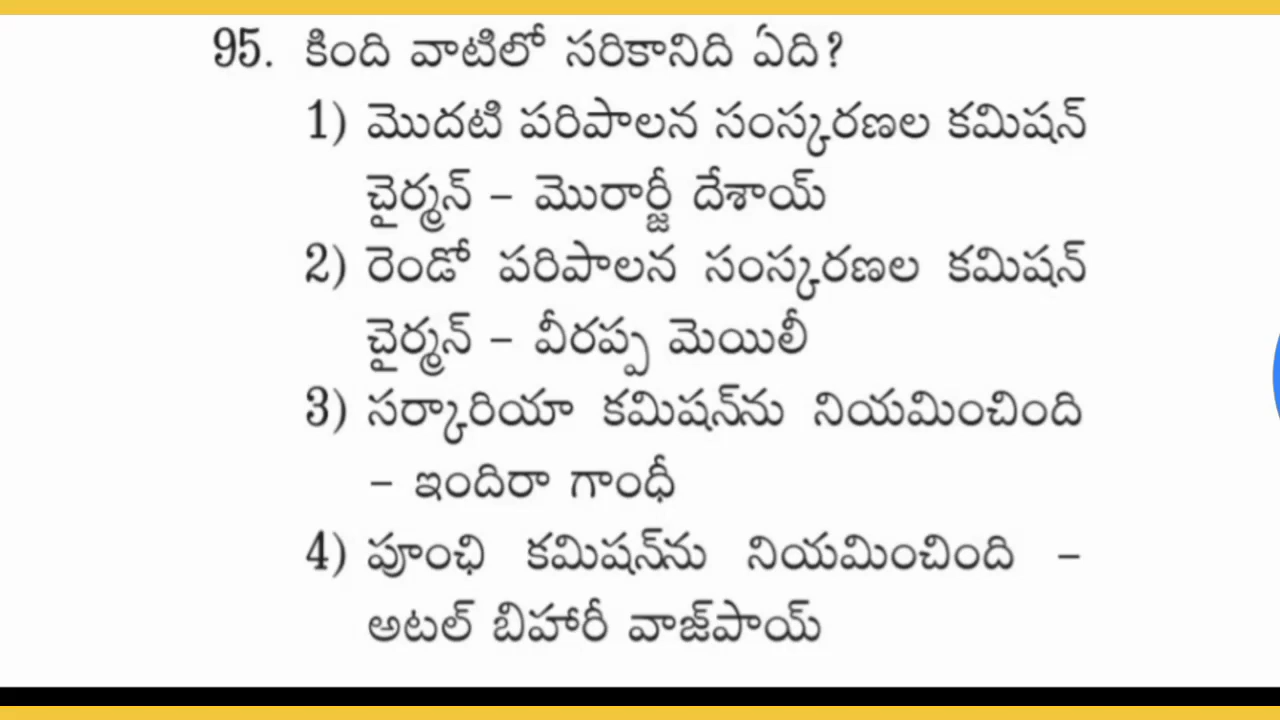 95. కింది వాటిలో సరికానిది ఏది?
1) మొదటి పరిపాలన సంస్కరణల కమిషన్
చైర్మన్ – మొరార్జీ దేశాయ్
2) రెండో పరిపాలన సంస్కరణల కమిషన్
చైర్మన్ – వీరప్ప మెయిలీ
3) సర్కారియా కమిషన్‌ను నియమించింది
– ఇందిరా గాంధీ
4) పూంఛి కమిషన్‌ను నియమించింది –
అటల్ బిహారీ వాజ్‌పాయ్